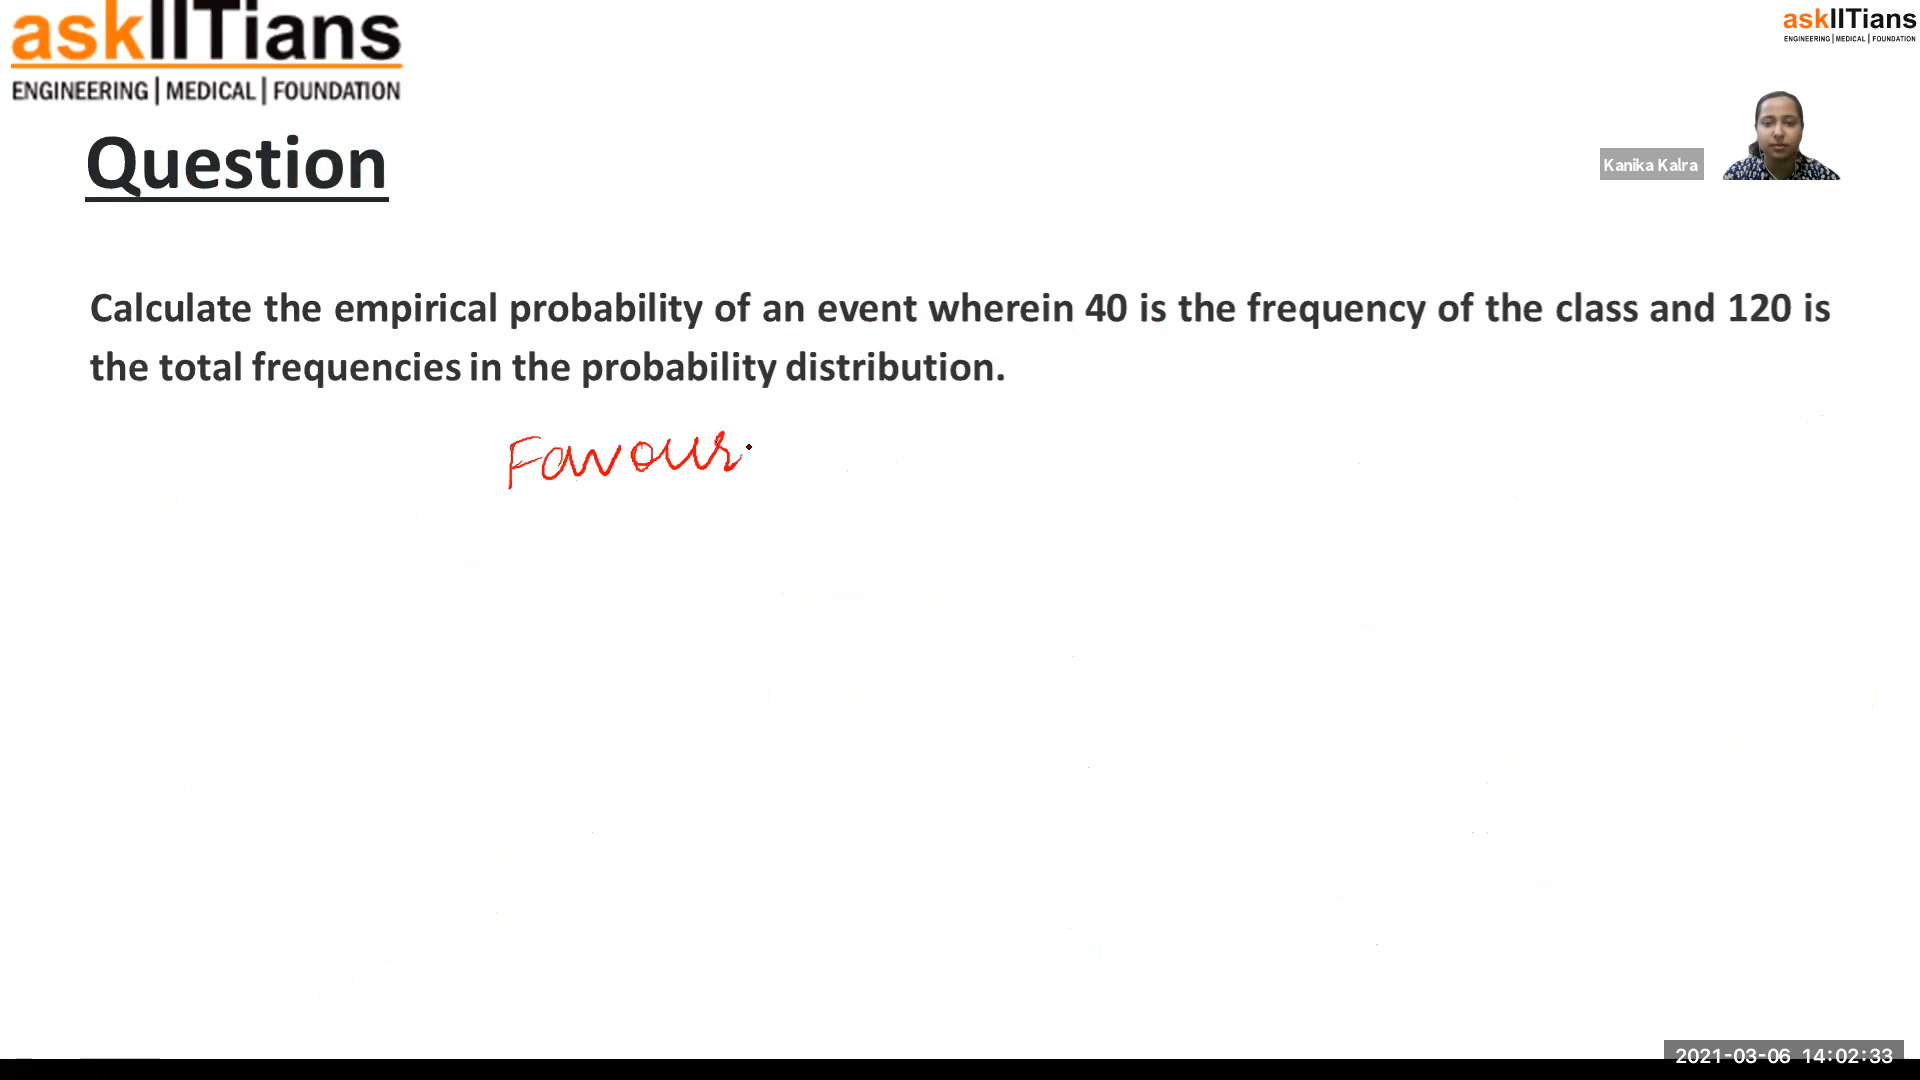 askIITians
ENGINEERING | MEDICAL | FOUNDATION
askIITians
ENGINEERING | MEDICAL | FOUNDATION
Question
Kanika Kalra
Calculate the empirical probability of an event wherein 40 is the frequency of the class and 120 is
the total frequencies in the probability distribution.
Favour
2021-03-06 14:02:33